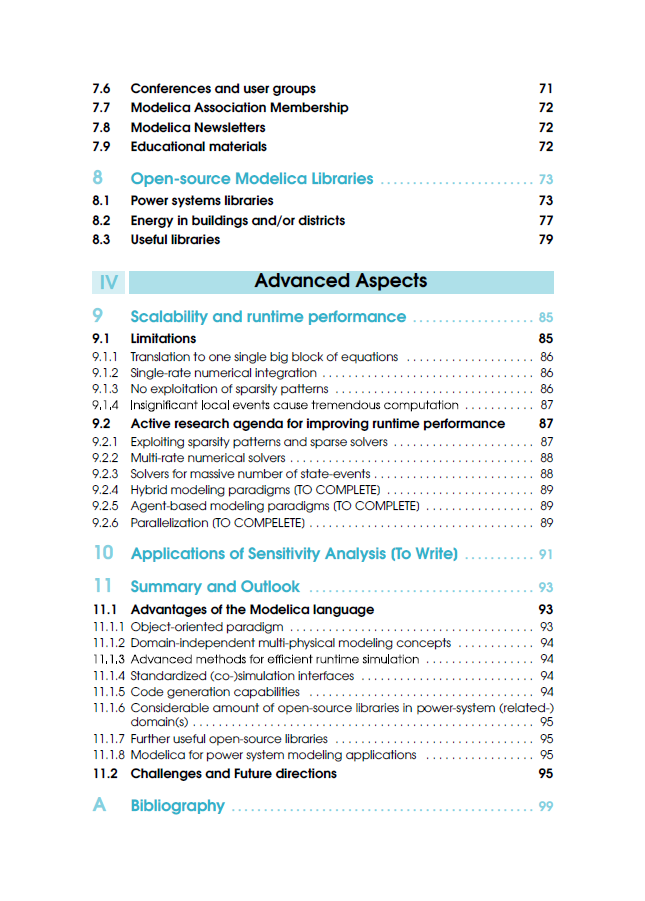 7.6 Conferences and user groups 71
7.7 Modelica Association Membership 72
7.8 Modelica Newsletters 72
7.9 Educational materials 72
8 Open-source Modelica Libraries . . . . . . . . . . . . . . . . . . . . . . . . 73
8.1 Power systems libraries 73
8.2 Energy in buildings and/or districts 77
8.3 Useful libraries 79
IV Advanced Aspects
9 Scalability and runtime performance . . . . . . . . . . . . . . . . . . . 85
9.1 Limitations 85
9.1.1 Translation to one single big block of equations . . . . . . . . . . . . . . . . . . . . 86
9.1.2 Single-rate numerical integration . . . . . . . . . . . . . . . . . . . . . . . . . . . . . . . . . 86
9.1.3 No exploitation of sparsity patterns . . . . . . . . . . . . . . . . . . . . . . . . . . . . . . . 86
9.1.4 Insignificant local events cause tremendous computation . . . . . . . . . . . 87
9.2 Active research agenda for improving runtime performance 87
9.2.1 Exploiting sparsity patterns and sparse solvers . . . . . . . . . . . . . . . . . . . . . . 87
9.2.2 Multi-rate numerical solvers . . . . . . . . . . . . . . . . . . . . . . . . . . . . . . . . . . . . . . 88
9.2.3 Solvers for massive number of state-events . . . . . . . . . . . . . . . . . . . . . . . . . 88
9.2.4 Hybrid modeling paradigms (TO COMPLETE) . . . . . . . . . . . . . . . . . . . . . . . 89
9.2.5 Agent-based modeling paradigms (TO COMPLETE) . . . . . . . . . . . . . . . . . 89
9.2.6 Parallelization (TO COMPELETE) . . . . . . . . . . . . . . . . . . . . . . . . . . . . . . . . . . . 89
10 Applications of Sensitivity Analysis (To Write) . . . . . . . . . . . 91
11 Summary and Outlook . . . . . . . . . . . . . . . . . . . . . . . . . . . . . . . . . . . 93
11.1 Advantages of the Modelica language 93
11.1.1 Object-oriented paradigm . . . . . . . . . . . . . . . . . . . . . . . . . . . . . . . . . . . . . . 93
11.1.2 Domain-independent multi-physical modeling concepts . . . . . . . . . . . . 94
11.1.3 Advanced methods for efficient runtime simulation . . . . . . . . . . . . . . . . . 94
11.1.4 Standardized (co-)simulation interfaces . . . . . . . . . . . . . . . . . . . . . . . . . . . 94
11.1.5 Code generation capabilities . . . . . . . . . . . . . . . . . . . . . . . . . . . . . . . . . . . 94
11.1.6 Considerable amount of open-source libraries in power-system (related-)
domain(s) . . . . . . . . . . . . . . . . . . . . . . . . . . . . . . . . . . . . . . . . . . . . . . . . . . . . . 95
11.1.7 Further useful open-source libraries . . . . . . . . . . . . . . . . . . . . . . . . . . . . . . . 95
11.1.8 Modelica for power system modeling applications . . . . . . . . . . . . . . . . . 95
11.2 Challenges and Future directions 95
A Bibliography . . . . . . . . . . . . . . . . . . . . . . . . . . . . . . . . . . . . . . . . . . . . . . . 99